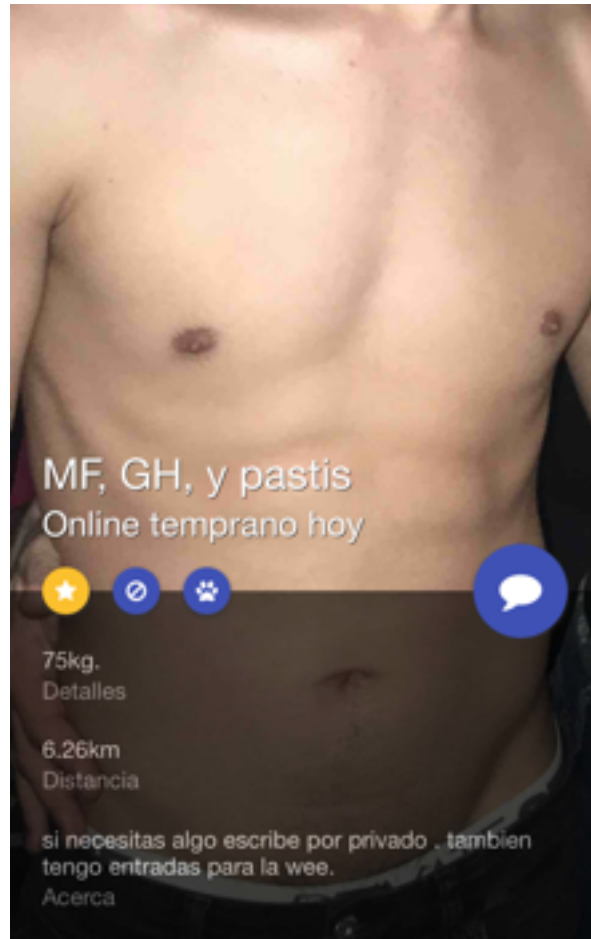 MF, GH, y pastis
Online temprano hoy
75kg.
Detalles
6.26km
Distancia
si necesitas algo escribe por privado . tambien
tengo entradas para la wee.
Acerca